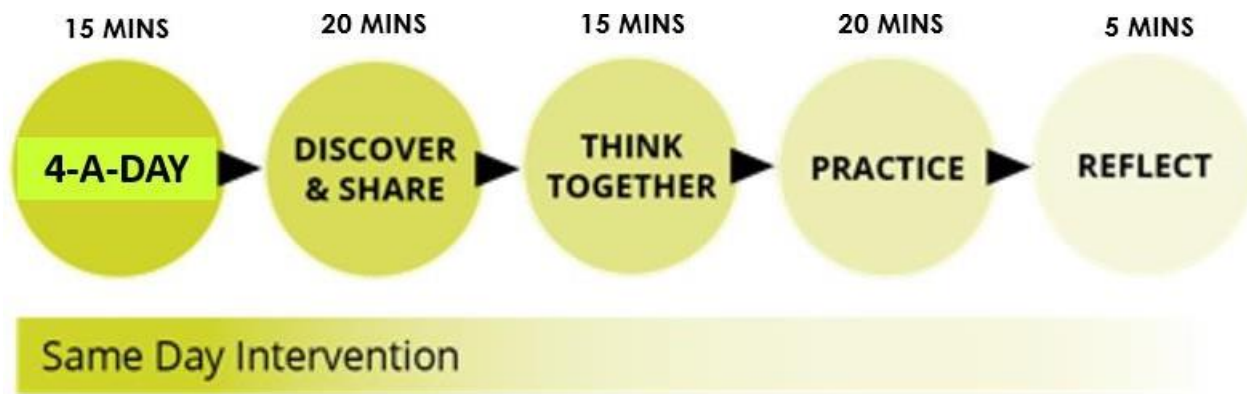 15 MINS
20 MINS
15 MINS
20 MINS
5 MINS
4-A-DAY
DISCOVER
& SHARE
THINK
TOGETHER
PRACTICE
REFLECT
Same Day Intervention